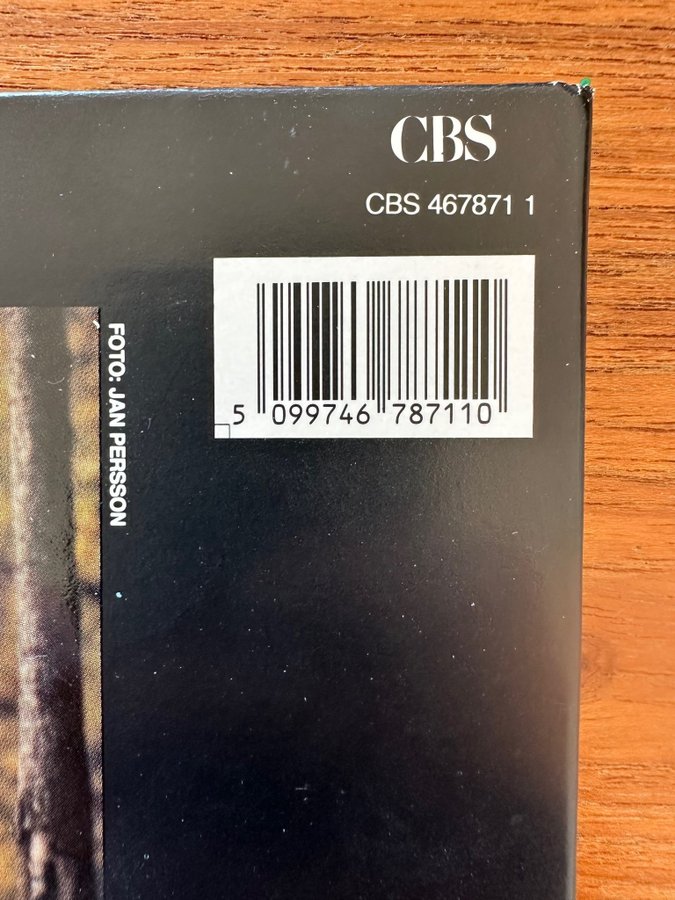 CBS
CBS 467871 1
5 099746 787110
FOTO: JAN PERSSON